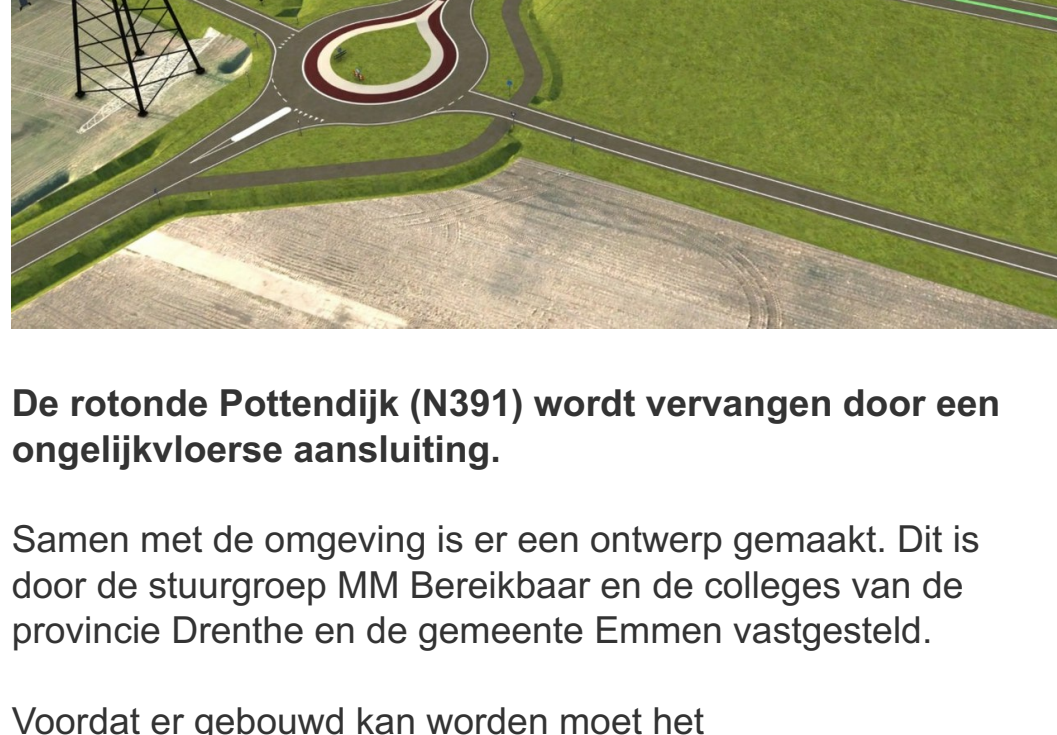 De rotonde Pottendijk (N391) wordt vervangen door een
ongelijkvloerse aansluiting.
Samen met de omgeving is er een ontwerp gemaakt. Dit is
door de stuurgroep MM Bereikbaar en de colleges van de
provincie Drenthe en de gemeente Emmen vastgesteld.
Voordat er gebouwd kan worden moet het